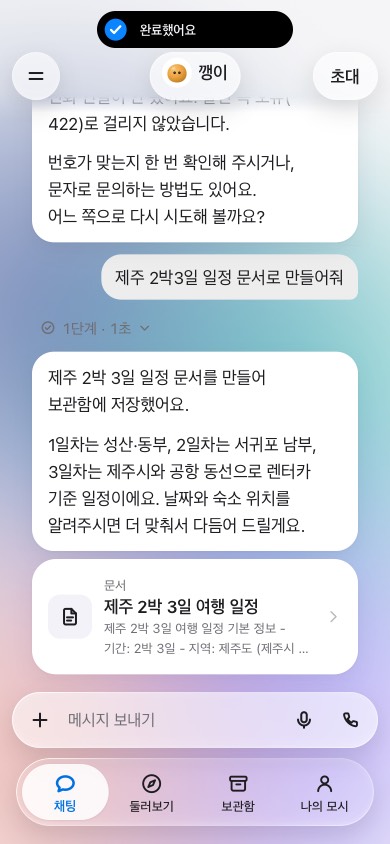 완료했어요
깽이
초대
422)로 걸리지 않았습니다.
번호가 맞는지 한 번 확인해 주시거나,
문자로 문의하는 방법도 있어요.
어느 쪽으로 다시 시도해 볼까요?
제주 2박3일 일정 문서로 만들어줘
1단계 · 1초
제주 2박 3일 일정 문서를 만들어
보관함에 저장했어요.
1일차는 성산·동부, 2일차는 서귀포 남부,
3일차는 제주시와 공항 동선으로 렌터카
기준 일정이에요. 날짜와 숙소 위치를
알려주시면 더 맞춰서 다듬어 드릴게요.
문서
제주 2박 3일 여행 일정
제주 2박 3일 여행 일정 기본 정보 -
기간: 2박 3일 - 지역: 제주도 (제주시 ...
메시지 보내기
채팅
둘러보기
보관함
나의 모시